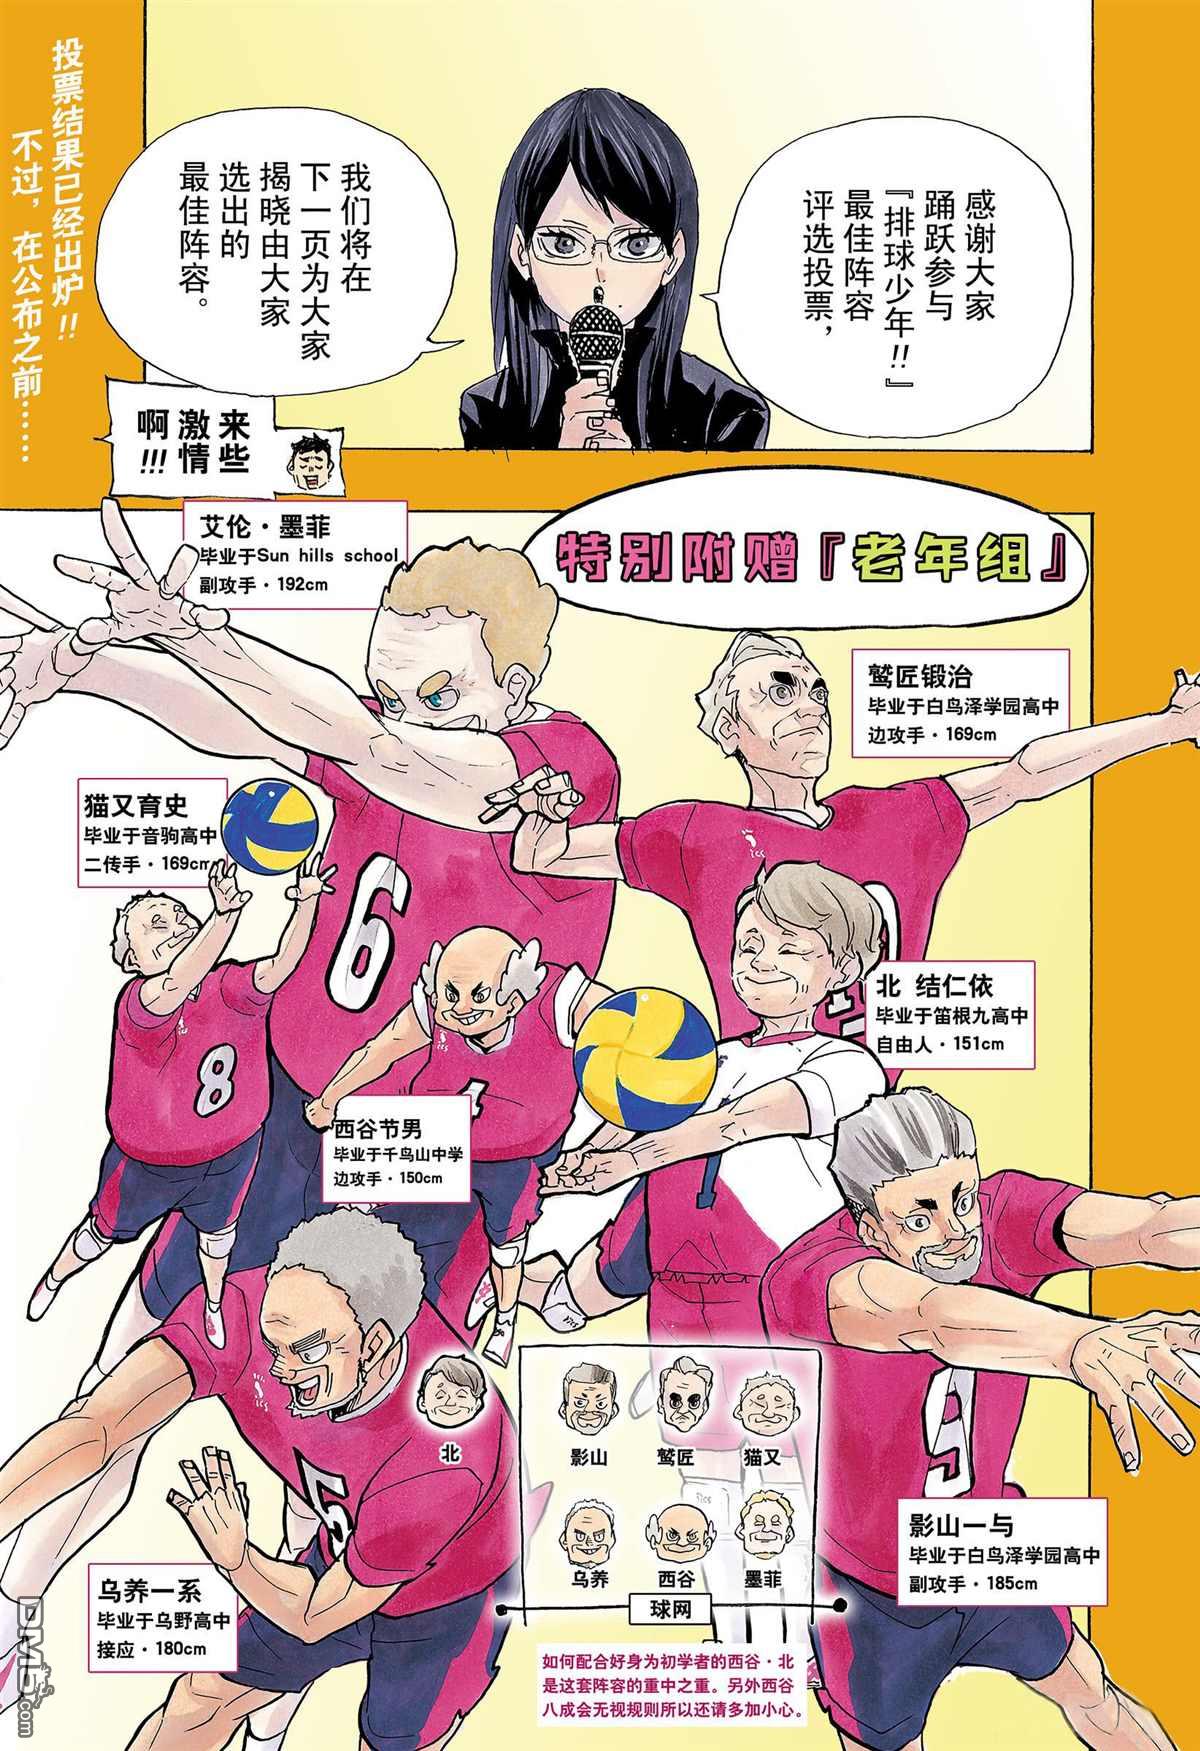 投票结果已经出炉!!
不过，在公布之前……
感谢大家
踊跃参与
『排球少年!!』
最佳阵容
评选投票，
我们将在
下一页为大家
揭晓由大家
选出的
最佳阵容。
来些
激情
啊!!!
特别附赠『老年组』
艾伦·墨菲
毕业于Sun hills school
副攻手·192cm
鹫匠锻治
毕业于白鸟泽学园高中
边攻手·169cm
猫又育史
毕业于音驹高中
二传手·169cm
北 结仁依
毕业于笛根九高中
自由人·151cm
西谷节男
毕业于千鸟山中学
边攻手·150cm
6
8
5
9
北
影山
鹫匠
猫又
乌养
西谷
墨菲
球网
影山一与
毕业于白鸟泽学园高中
副攻手·185cm
乌养一系
毕业于乌野高中
接应·180cm
如何配合好身为初学者的西谷·北
是这套阵容的重中之重。另外西谷
八成会无视规则所以还请多加小心。